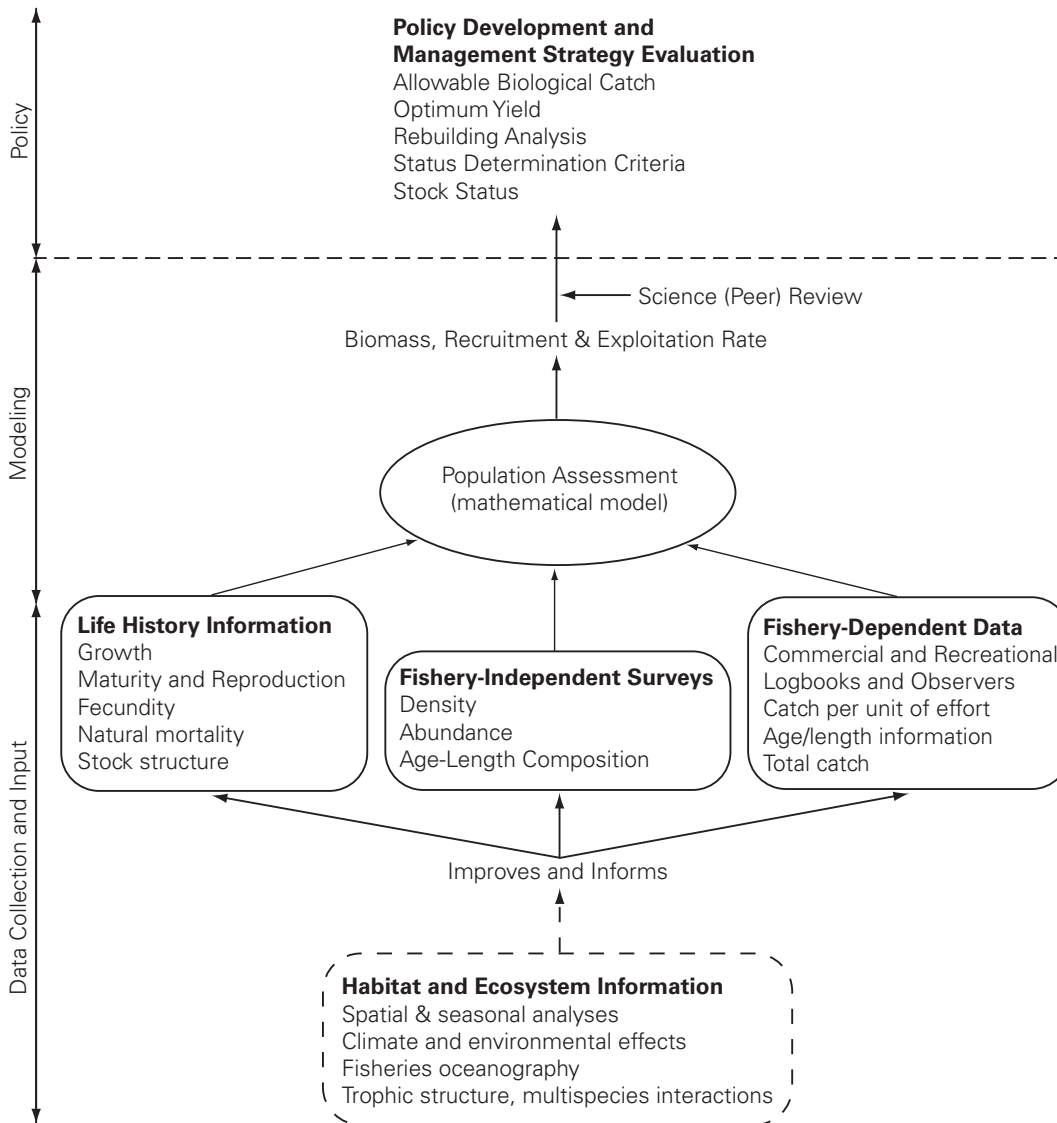 Policy
Policy Development and
Management Strategy Evaluation
Allowable Biological Catch
Optimum Yield
Rebuilding Analysis
Status Determination Criteria
Stock Status
Modeling
Science (Peer) Review
Biomass, Recruitment & Exploitation Rate
Population Assessment
(mathematical model)
Data Collection and Input
Life History Information
Growth
Maturity and Reproduction
Fecundity
Natural mortality
Stock structure
Fishery-Independent Surveys
Density
Abundance
Age-Length Composition
Fishery-Dependent Data
Commercial and Recreational
Logbooks and Observers
Catch per unit of effort
Age/length information
Total catch
Improves and Informs
Habitat and Ecosystem Information
Spatial & seasonal analyses
Climate and environmental effects
Fisheries oceanography
Trophic structure, multispecies interactions